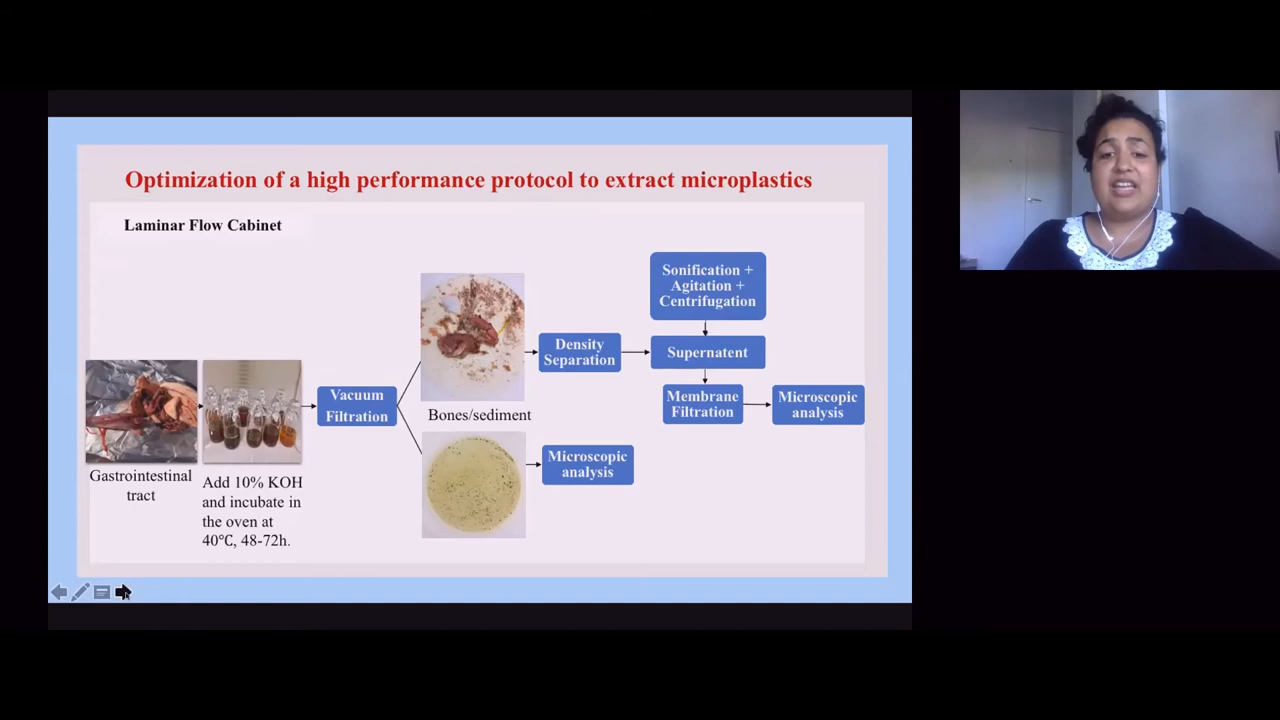 Optimization of a high performance protocol to extract microplastics
Laminar Flow Cabinet
Gastrointestinal
tract
Add 10% KOH
and incubate in
the oven at
40℃, 48-72h.
Vacuum
Filtration
Bones/sediment
Density
Separation
Sonification +
Agitation +
Centrifugation
Supernatent
Membrane
Filtration
Microscopic
analysis
Microscopic
analysis